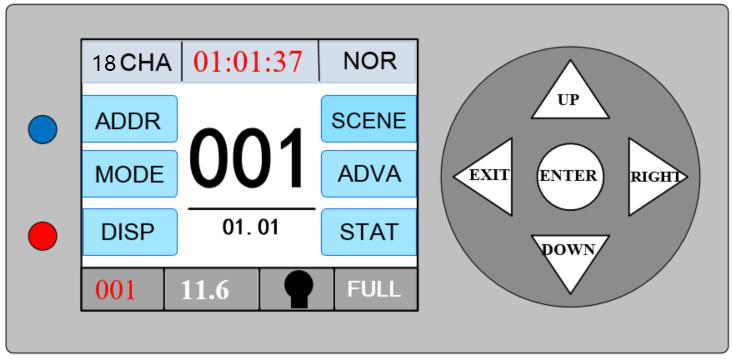 18 CHA 01:01:37 NOR
ADDR SCENE
001
MODE ADVA
DISP 01.01 STAT
001 11.6 FULL
UP
EXIT ENTER RIGHT
DOWN